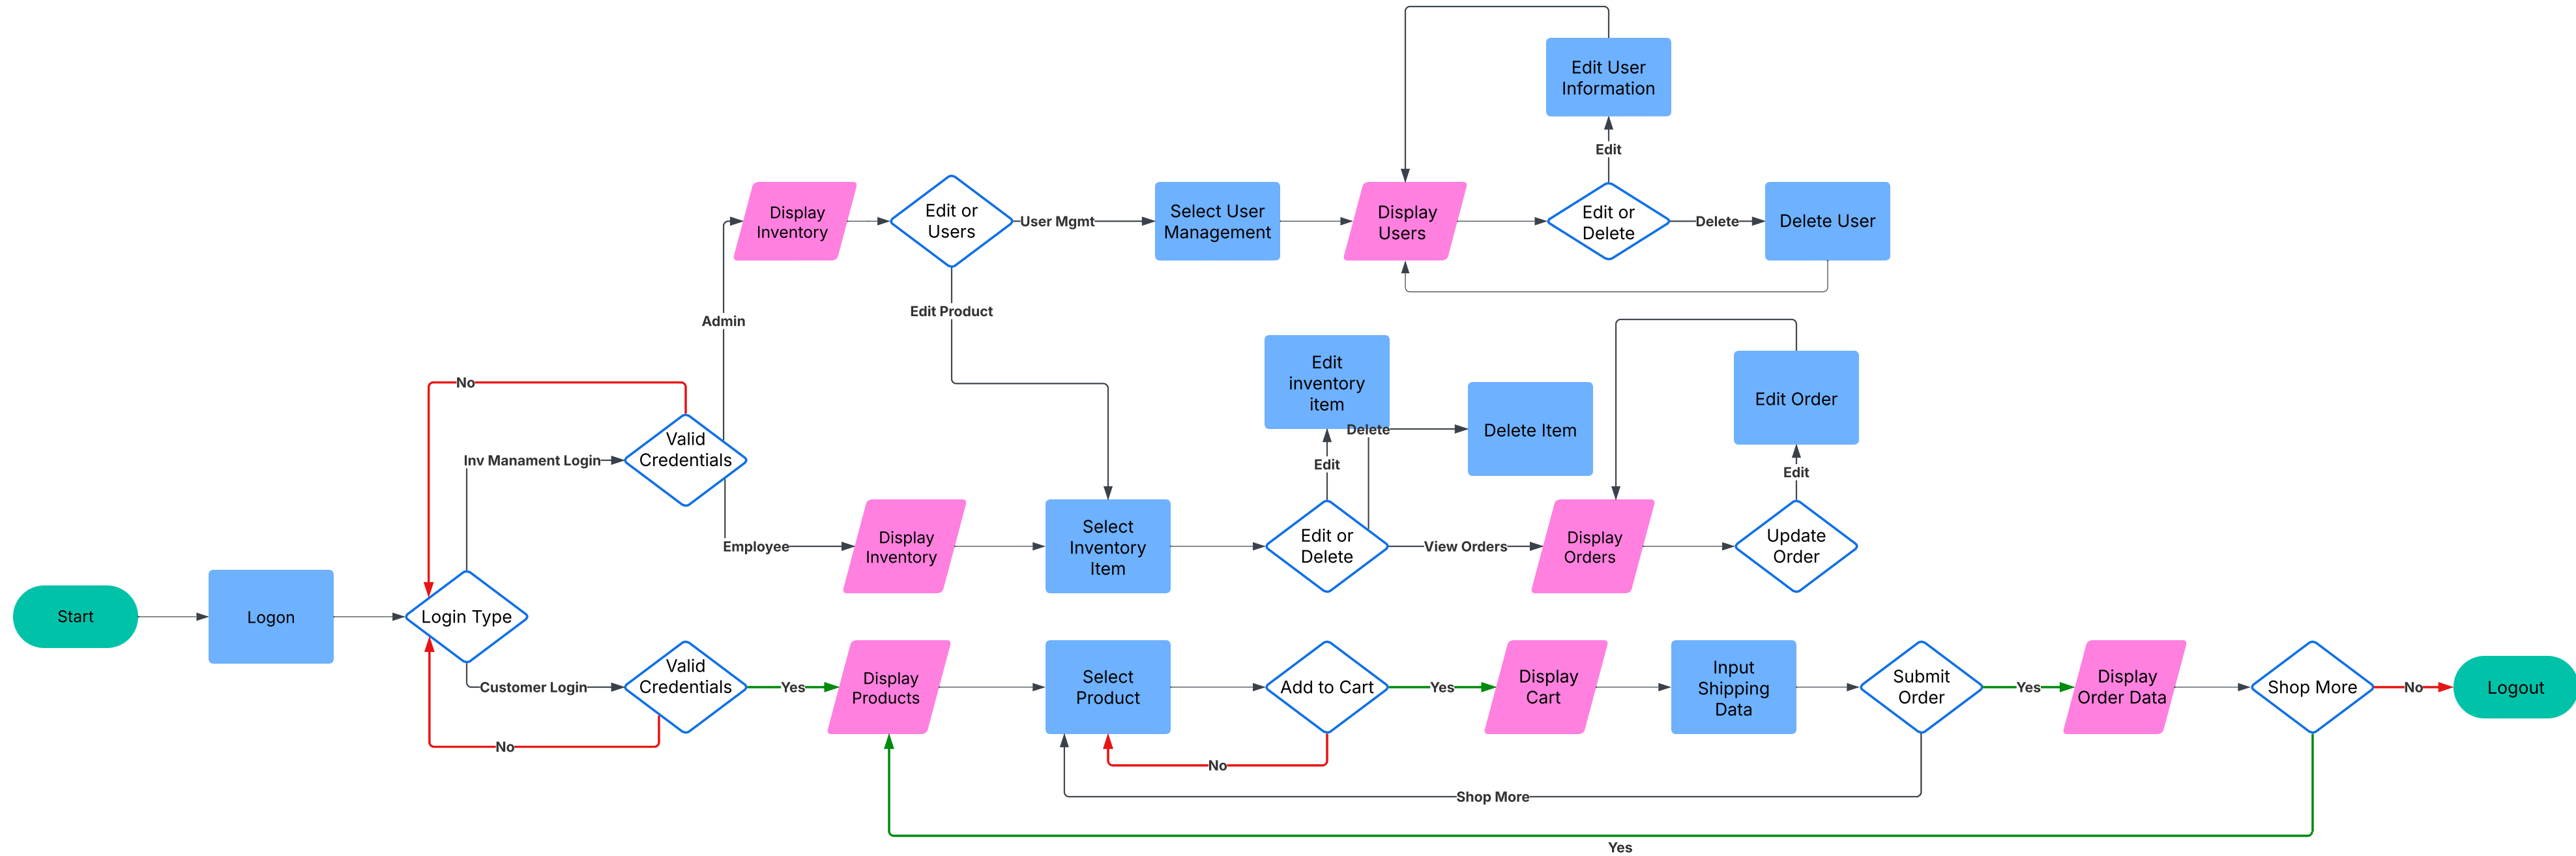 Edit User
Information
Edit
Display
Inventory
Edit or
Users
User Mgmt
Select User
Management
Display
Users
Edit or
Delete
Delete
Delete User
Edit Product
Admin
Edit
inventory
item
Delete
Delete Item
Edit
Edit Order
Edit
No
Valid
Credentials
Inv Manament Login
Employee
Display
Inventory
Select
Inventory
Item
Edit or
Delete
View Orders
Display
Orders
Update
Order
Start
Logon
Login Type
Customer Login
Valid
Credentials
No
Yes
Display
Products
Select
Product
Add to Cart
No
Yes
Display
Cart
Input
Shipping
Data
Submit
Order
Shop More
Yes
Display
Order Data
Shop More
No
Logout
Yes